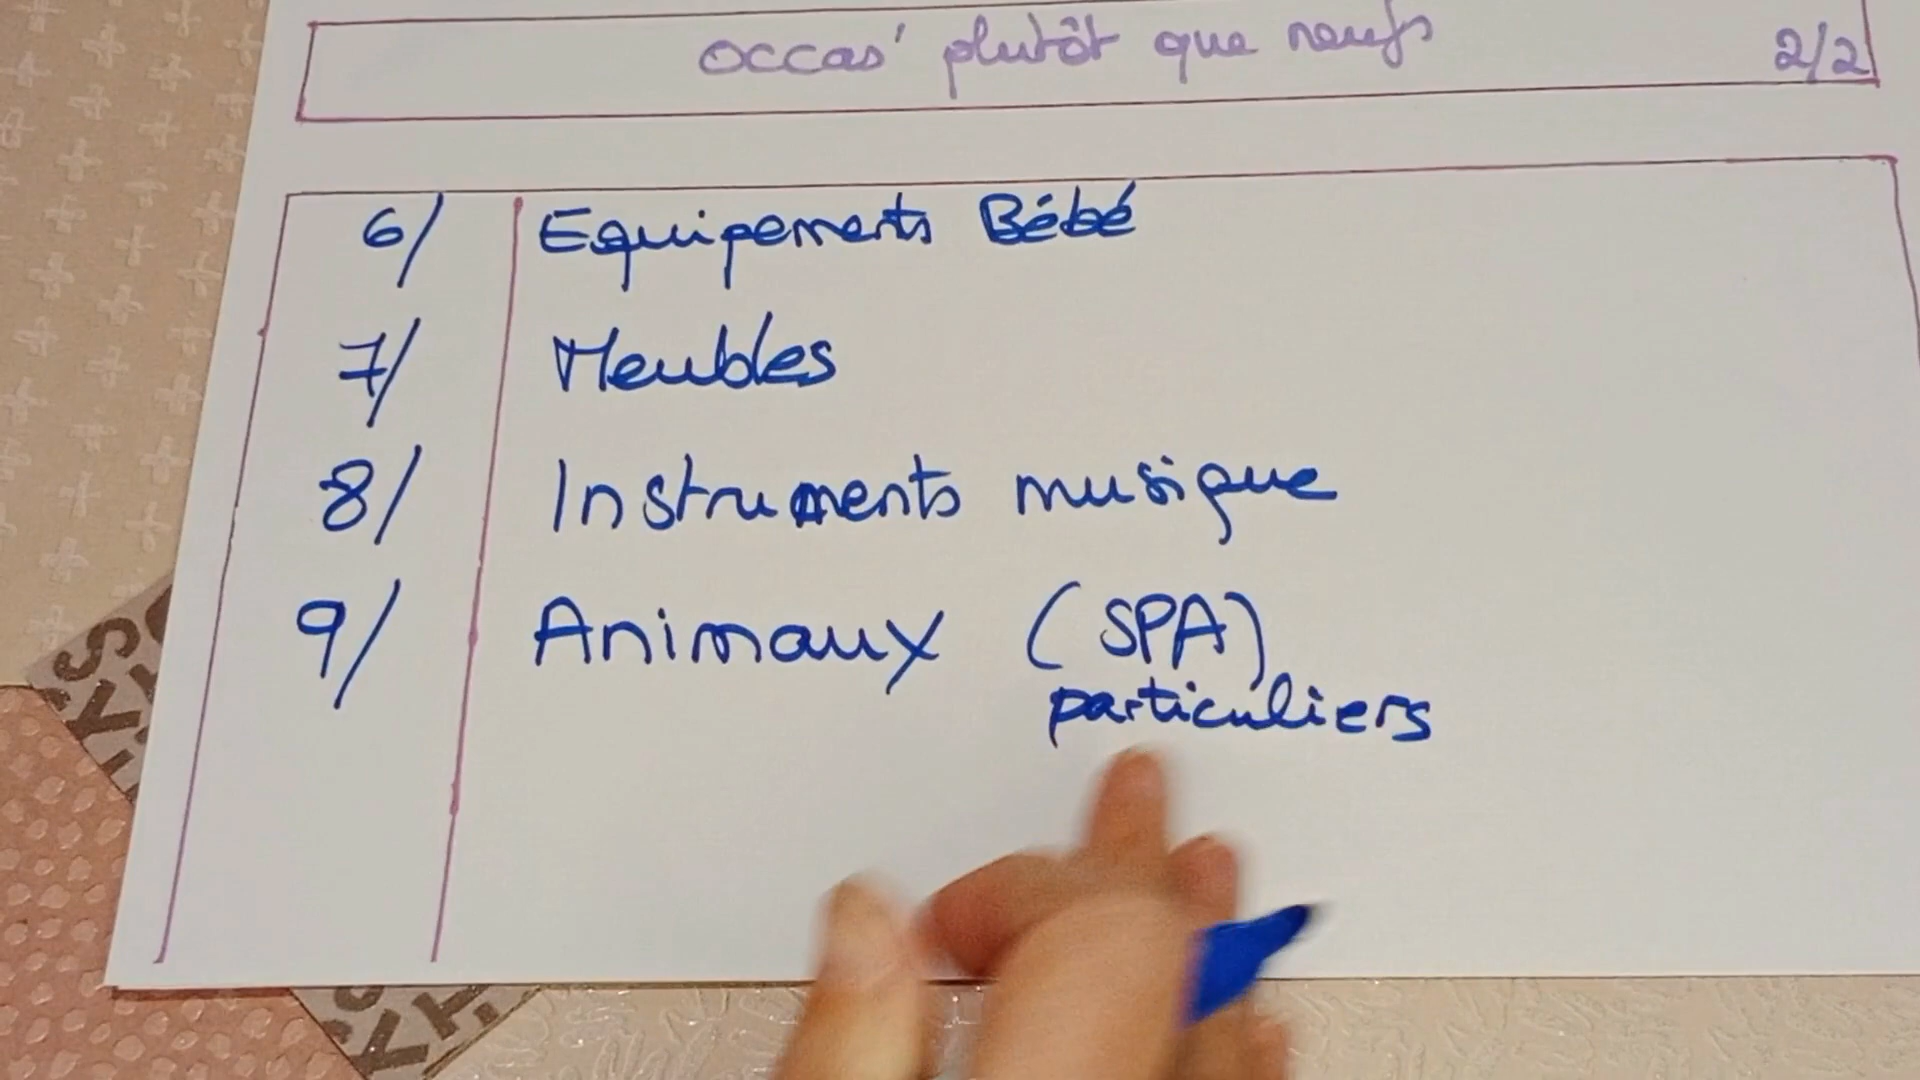 occas' plutôt que neufs 2/2
6/ Equipements Bébé
7/ Meubles
8/ Instruments musique
9/ Animaux (SPA)
particuliers